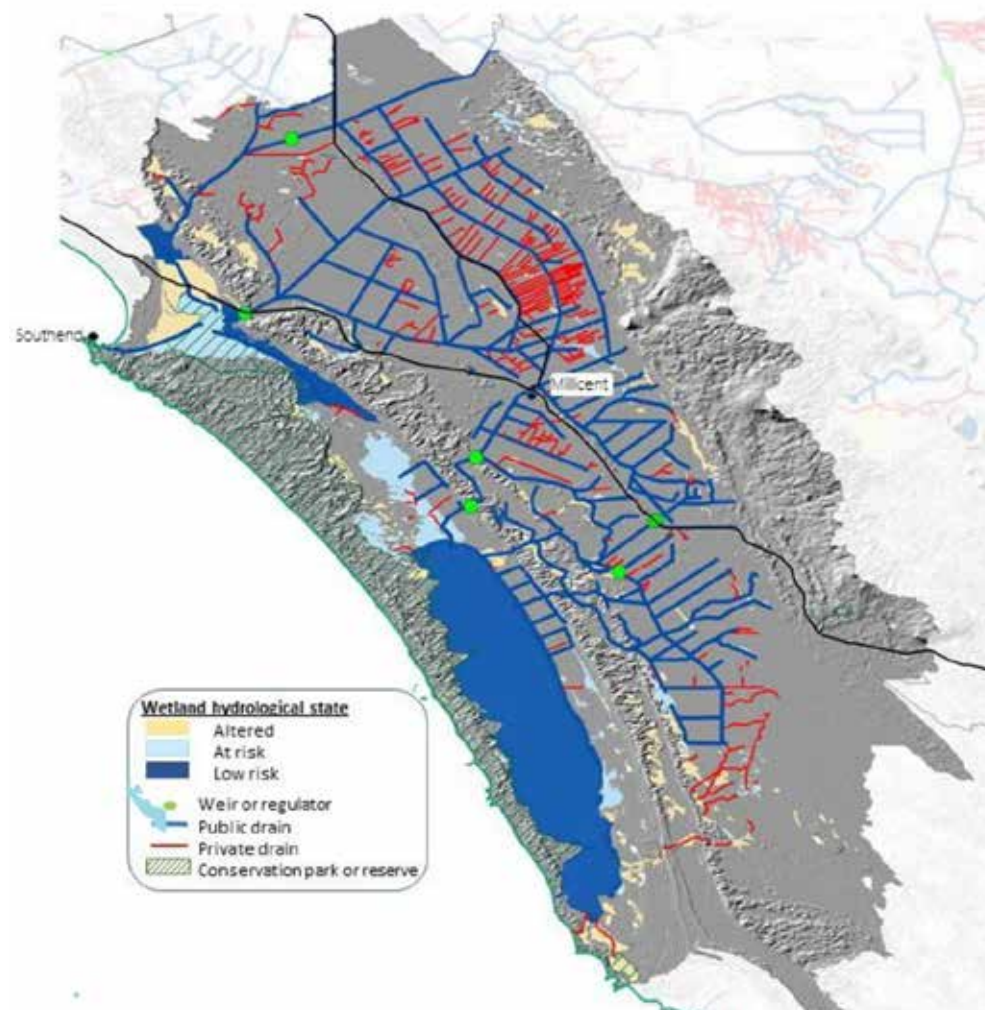 Southend
Millicent
Wetland hydrological state
Altered
At risk
Low risk
Weir or regulator
Public drain
Private drain
Conservation park or reserve